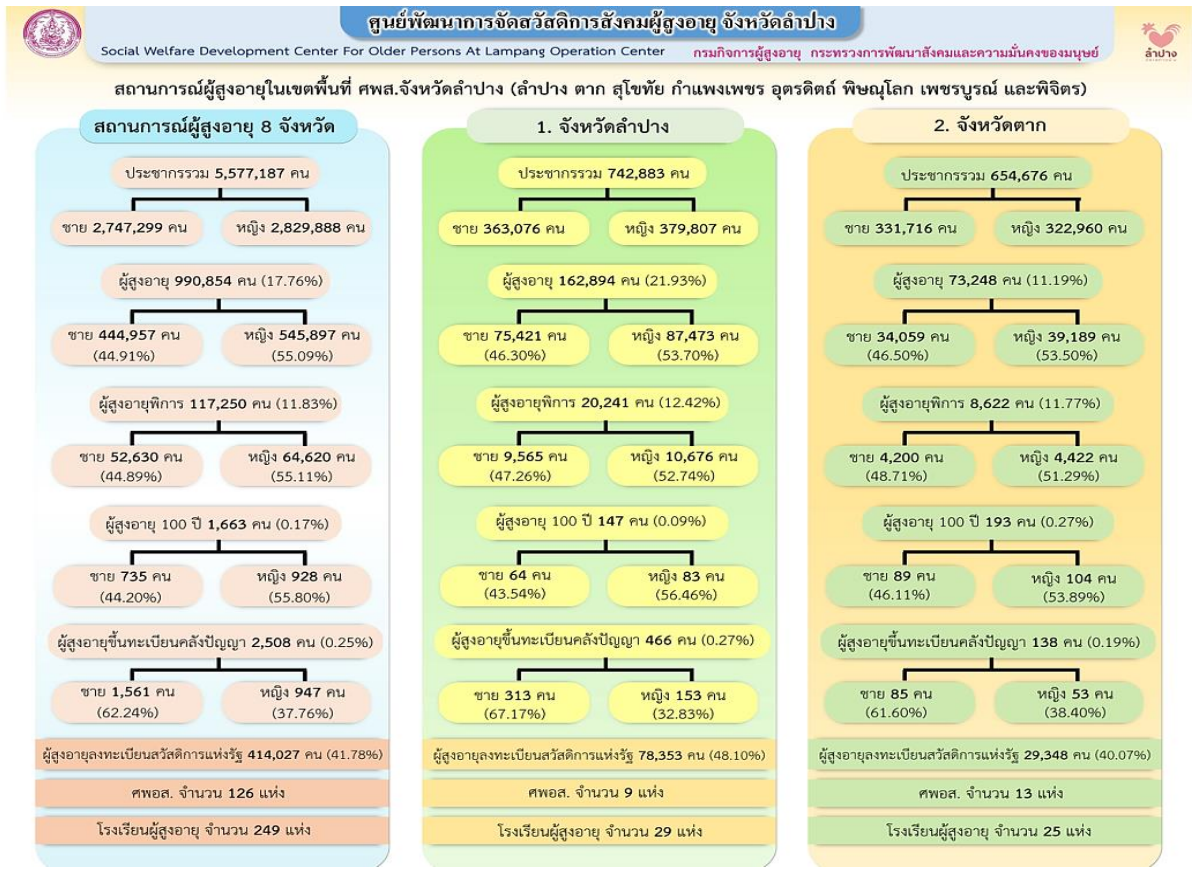 ศูนย์พัฒนาการจัดสวัสดิการสังคมผู้สูงอายุ จังหวัดลำปาง
Social Welfare Development Center For Older Persons At Lampang Operation Center กรมกิจการผู้สูงอายุ กระทรวงการพัฒนาสังคมและความมั่นคงของมนุษย์
ลำปาง
สถานการณ์ผู้สูงอายุในเขตพื้นที่ ศพส.จังหวัดลำปาง (ลำปาง ตาก สุโขทัย กำแพงเพชร อุตรดิตถ์ พิษณุโลก เพชรบูรณ์ และพิจิตร)
สถานการณ์ผู้สูงอายุ 8 จังหวัด
ประชากรรวม 5,577,187 คน
ชาย 2,747,299 คน
หญิง 2,829,888 คน
ผู้สูงอายุ 990,854 คน (17.76%)
ชาย 444,957 คน
(44.91%)
หญิง 545,897 คน
(55.09%)
ผู้สูงอายุพิการ 117,250 คน (11.83%)
ชาย 52,630 คน
(44.89%)
หญิง 64,620 คน
(55.11%)
ผู้สูงอายุ 100 ปี 1,663 คน (0.17%)
ชาย 735 คน
(44.20%)
หญิง 928 คน
(55.80%)
ผู้สูงอายุขึ้นทะเบียนคลังปัญญา 2,508 คน (0.25%)
ชาย 1,561 คน
(62.24%)
หญิง 947 คน
(37.76%)
ผู้สูงอายุลงทะเบียนสวัสดิการแห่งรัฐ 414,027 คน (41.78%)
ศพอส. จำนวน 126 แห่ง
โรงเรียนผู้สูงอายุ จำนวน 249 แห่ง
1. จังหวัดลำปาง
ประชากรรวม 742,883 คน
ชาย 363,076 คน
หญิง 379,807 คน
ผู้สูงอายุ 162,894 คน (21.93%)
ชาย 75,421 คน
(46.30%)
หญิง 87,473 คน
(53.70%)
ผู้สูงอายุพิการ 20,241 คน (12.42%)
ชาย 9,565 คน
(47.26%)
หญิง 10,676 คน
(52.74%)
ผู้สูงอายุ 100 ปี 147 คน (0.09%)
ชาย 64 คน
(43.54%)
หญิง 83 คน
(56.46%)
ผู้สูงอายุขึ้นทะเบียนคลังปัญญา 466 คน (0.27%)
ชาย 313 คน
(67.17%)
หญิง 153 คน
(32.83%)
ผู้สูงอายุลงทะเบียนสวัสดิการแห่งรัฐ 78,353 คน (48.10%)
ศพอส. จำนวน 9 แห่ง
โรงเรียนผู้สูงอายุ จำนวน 29 แห่ง
2. จังหวัดตาก
ประชากรรวม 654,676 คน
ชาย 331,716 คน
หญิง 322,960 คน
ผู้สูงอายุ 73,248 คน (11.19%)
ชาย 34,059 คน
(46.50%)
หญิง 39,189 คน
(53.50%)
ผู้สูงอายุพิการ 8,622 คน (11.77%)
ชาย 4,200 คน
(48.71%)
หญิง 4,422 คน
(51.29%)
ผู้สูงอายุ 100 ปี 193 คน (0.27%)
ชาย 89 คน
(46.11%)
หญิง 104 คน
(53.89%)
ผู้สูงอายุขึ้นทะเบียนคลังปัญญา 138 คน (0.19%)
ชาย 85 คน
(61.60%)
หญิง 53 คน
(38.40%)
ผู้สูงอายุลงทะเบียนสวัสดิการแห่งรัฐ 29,348 คน (40.07%)
ศพอส. จำนวน 13 แห่ง
โรงเรียนผู้สูงอายุ จำนวน 25 แห่ง